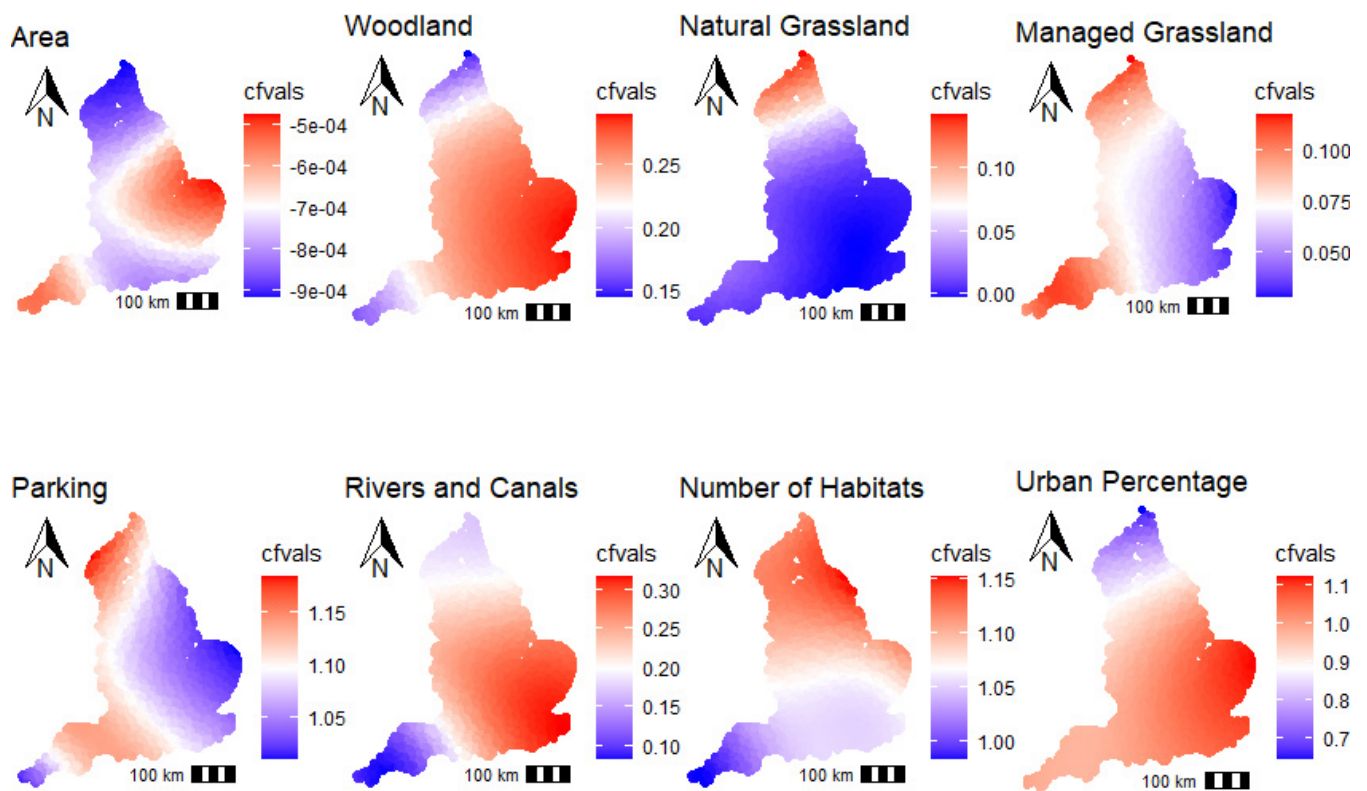 Area
Woodland
Natural Grassland
Managed Grassland
N
cfvals
-5e-04
-6e-04
-7e-04
-8e-04
-9e-04
100 km
N
cfvals
0.25
0.20
0.15
100 km
N
cfvals
0.10
0.05
0.00
100 km
N
cfvals
0.100
0.075
0.050
100 km
Parking
Rivers and Canals
Number of Habitats
Urban Percentage
N
cfvals
1.15
1.10
1.05
100 km
N
cfvals
0.30
0.25
0.20
0.15
0.10
100 km
N
cfvals
1.15
1.10
1.05
1.00
100 km
N
cfvals
1.1
1.0
0.9
0.8
0.7
100 km